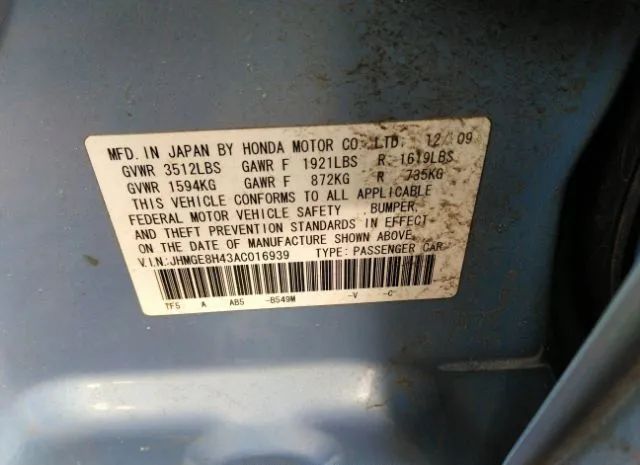 MFD. IN JAPAN BY HONDA MOTOR CO., LTD. 12/09
GVWR 3512LBS GAWR F 1921LBS R 1619LBS
GVWR 1594KG GAWR F 872KG R 735KG
THIS VEHICLE CONFORMS TO ALL APPLICABLE
FEDERAL MOTOR VEHICLE SAFETY, BUMPER,
AND THEFT PREVENTION STANDARDS IN EFFECT
ON THE DATE OF MANUFACTURE SHOWN ABOVE.
V.I.N.: JHMGE8H43AC016939 TYPE: PASSENGER CAR
TF5 A AB5 -B549M -V -C